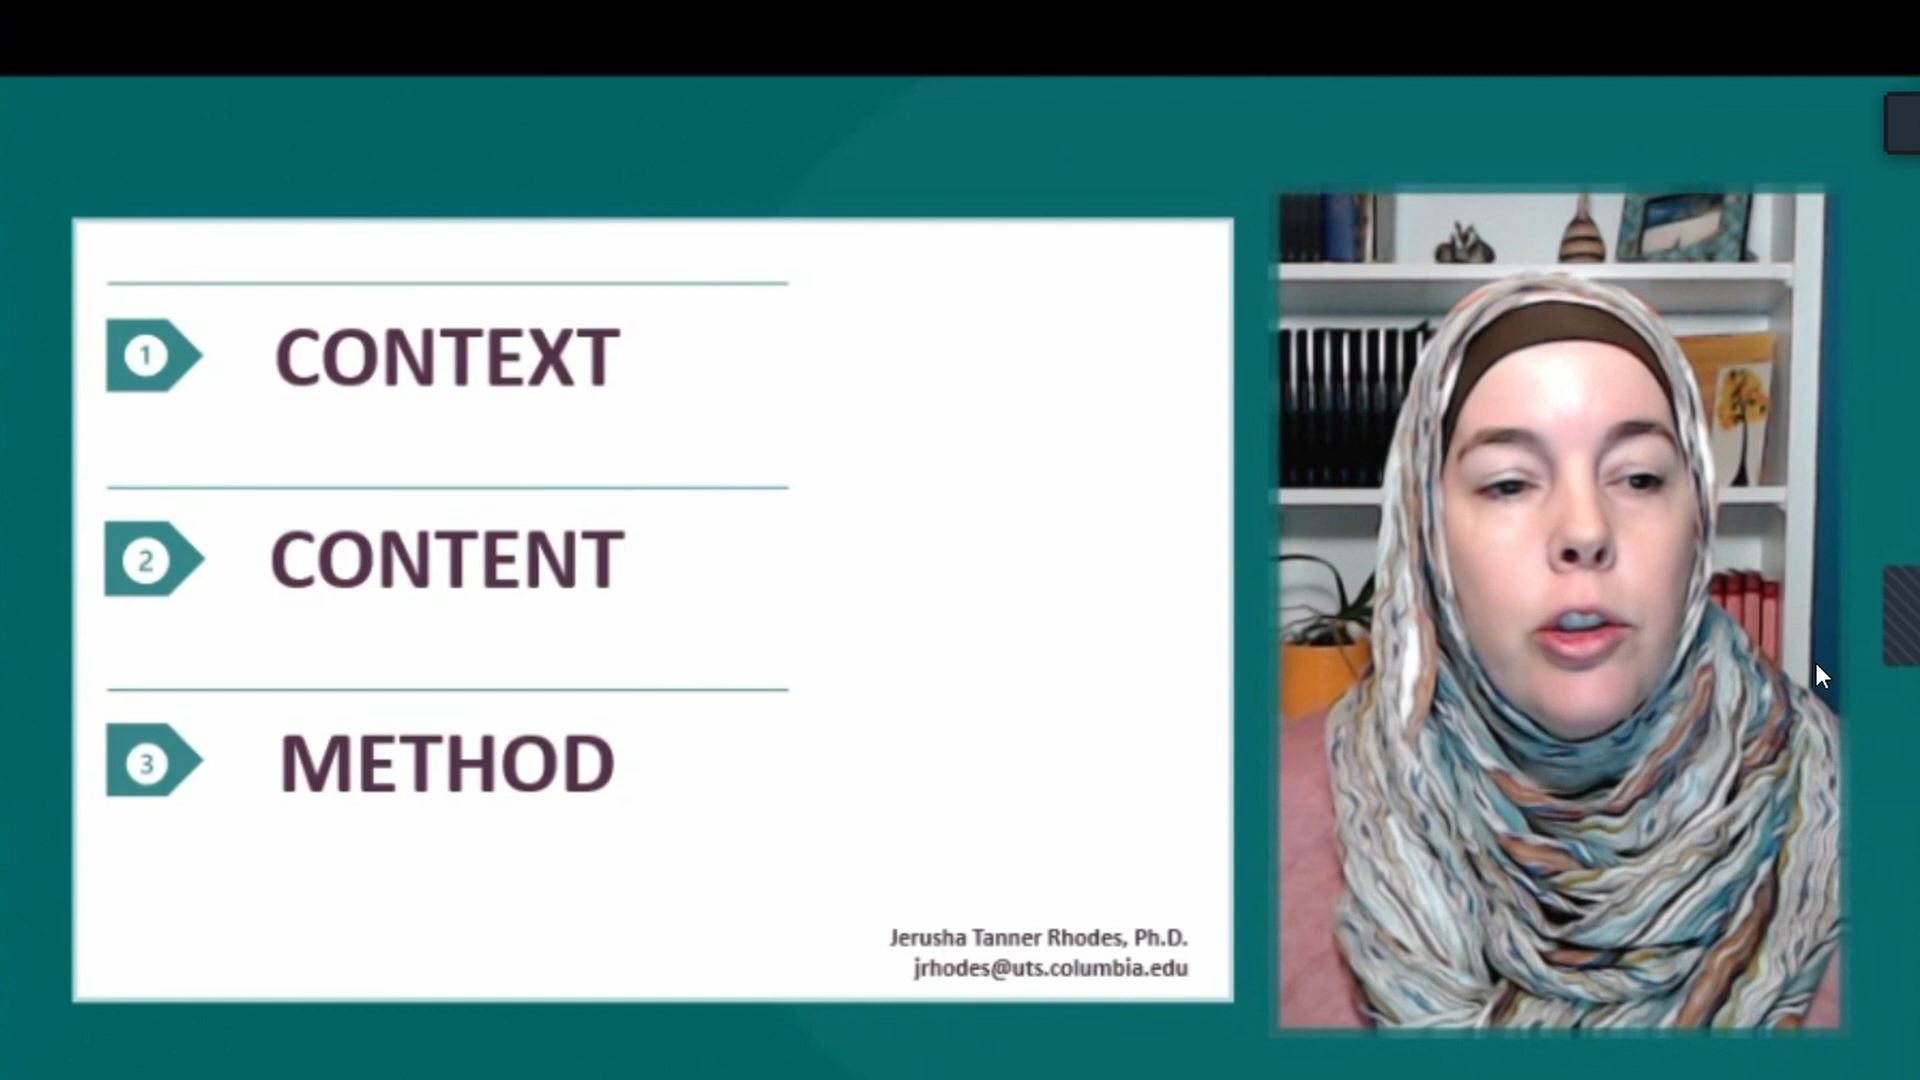 1 CONTEXT
2 CONTENT
3 METHOD
Jerusha Tanner Rhodes, Ph.D.
jrhodes@uts.columbia.edu